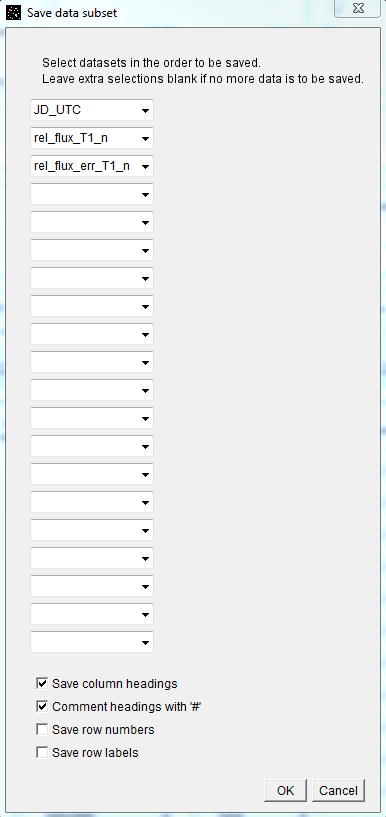 Save data subset
Select datasets in the order to be saved.
Leave extra selections blank if no more data is to be saved.
JD_UTC
rel_flux_T1_n
rel_flux_err_T1_n
Save column headings
Comment headings with '#'
Save row numbers
Save row labels
OK Cancel